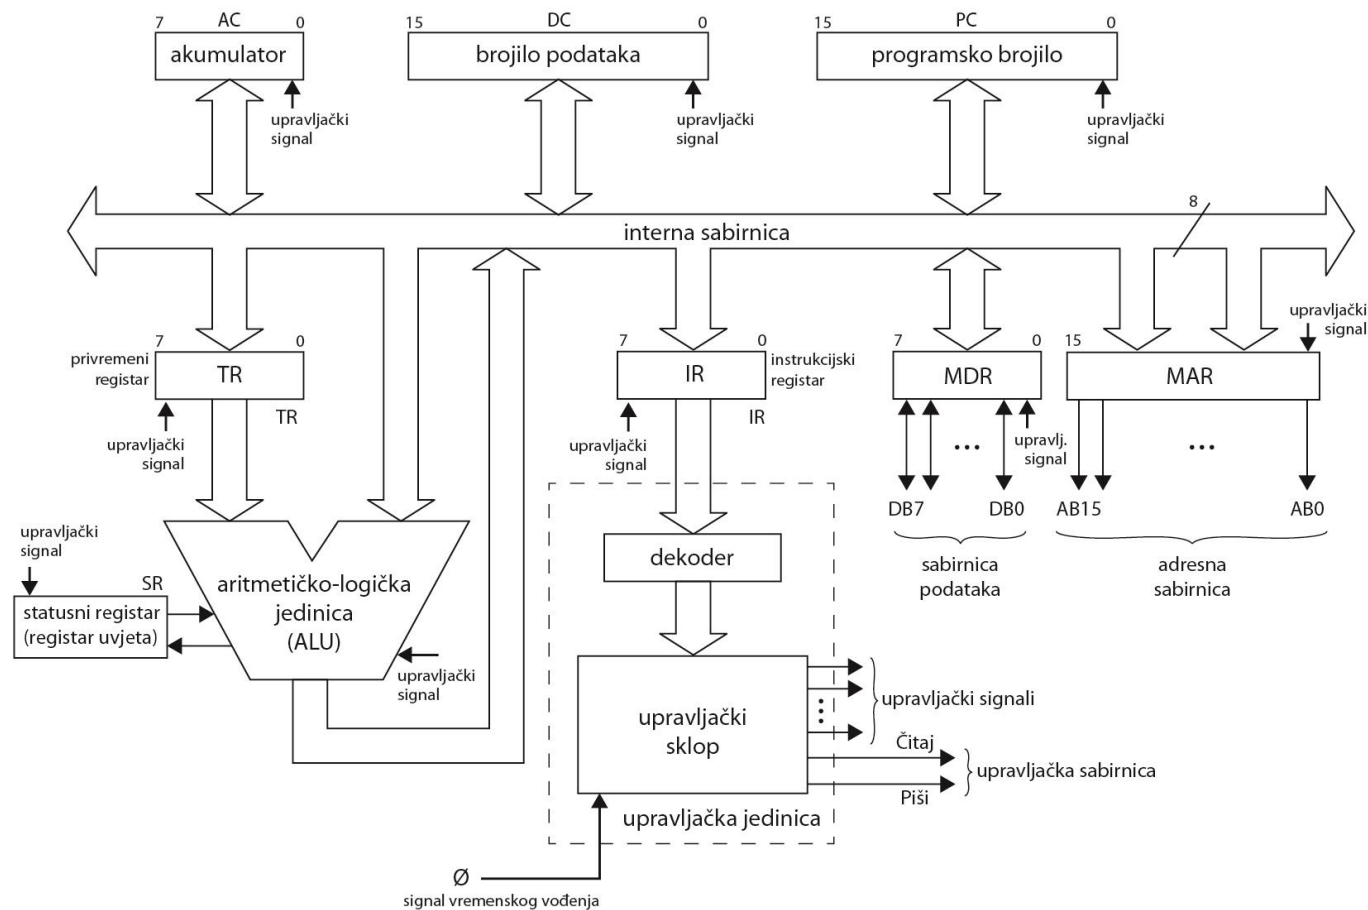 7 AC 0
akumulator
upravljački
signal
15 DC 0
brojilo podataka
upravljački
signal
15 PC 0
programsko brojilo
upravljački
signal
8
interna sabirnica
7 0
privremeni
registar
TR
TR
upravljački
signal
7 0
IR
instrukcijski
registar
IR
upravljački
signal
7 0
MDR
upravlj.
signal
DB7 DB0
sabirnica
podataka
upravljački
signal
15
MAR
AB15 AB0
adresna
sabirnica
upravljački
signal
SR
statusni registar
(registar uvjeta)
aritmetičko-logička
jedinica
(ALU)
upravljački
signal
dekoder
upravljački
sklop
upravljački signali
Čitaj
Piši
upravljačka sabirnica
upravljačka jedinica
Ø
signal vremenskog vođenja